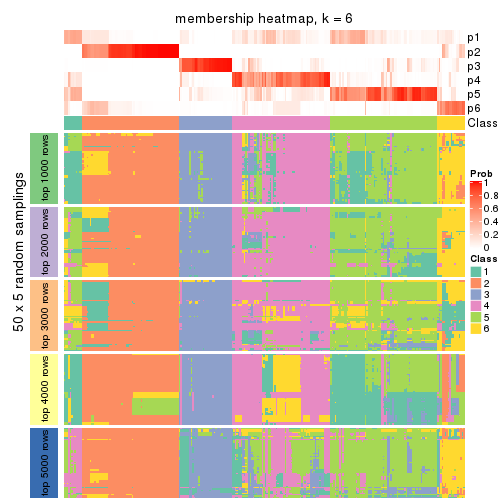 membership heatmap, k = 6
p1
p2
p3
p4
p5
p6
Class
50 x 5 random samplings
top 1000 rows
top 2000 rows
top 3000 rows
top 4000 rows
top 5000 rows
Prob
1
0.8
0.6
0.4
0.2
0
Class
1
2
3
4
5
6